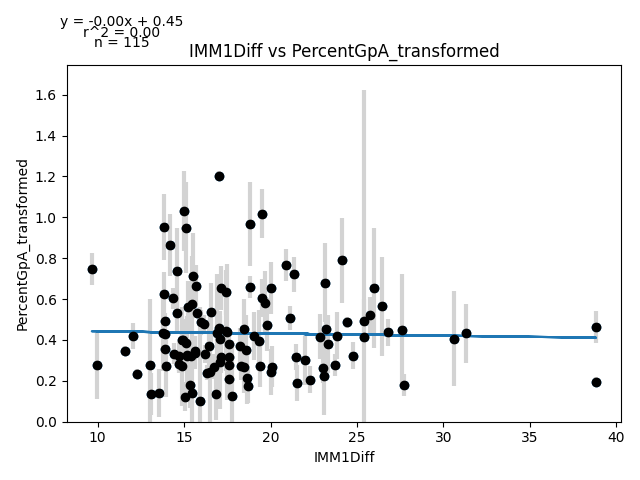 y = -0.00x + 0.45
r^2 = 0.00
n = 115
IMM1Diff vs PercentGpA_transformed
1.6
1.4
1.2
1.0
0.8
0.6
0.4
0.2
0.0
PercentGpA_transformed
10 15 20 25 30 35 40
IMM1Diff